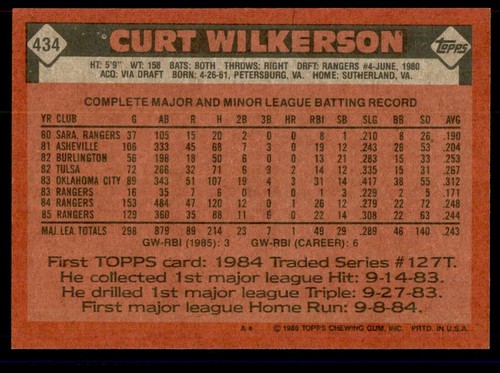 434 CURT WILKERSON topps
HT: 5'9" WT: 158 BATS: BOTH THROWS: RIGHT DRFT: RANGERS #4-JUNE, 1980
ACQ: VIA DRAFT BORN: 4-26-61, PETERSBURG, VA. HOME: SUTHERLAND, VA.
COMPLETE MAJOR AND MINOR LEAGUE BATTING RECORD
YR CLUB G AB R H 2B 3B HR RBI SB SLG BB SO AVG
80 SARA. RANGERS 37 105 15 20 1 0 0 8 1 .210 8 26 .190
81 ASHEVILLE 106 333 45 68 7 3 0 19 12 .243 26 53 .204
82 BURLINGTON 56 198 18 50 6 0 0 13 21 .283 15 33 .253
82 TULSA 72 266 32 71 6 2 3 29 12 .342 12 53 .267
83 OKLAHOMA CITY 89 343 51 107 19 4 3 31 14 .417 38 55 .312
83 RANGERS 16 35 7 6 0 1 0 1 3 .229 2 5 .171
84 RANGERS 153 484 47 120 12 0 1 26 12 .279 22 72 .248
85 RANGERS 129 360 35 88 11 6 0 22 14 .308 22 63 .244
MAJ. LEA. TOTALS 298 879 89 214 23 7 1 49 29 .289 46 140 .243
GW-RBI (1985): 3 GW-RBI (CAREER): 6
First TOPPS card: 1984 Traded Series #127T.
He collected 1st major league Hit: 9-14-83.
He drilled 1st major league Triple: 9-27-83.
First major league Home Run: 9-8-84.
A★ © 1986 TOPPS CHEWING GUM, INC. PRTD. IN U.S.A.